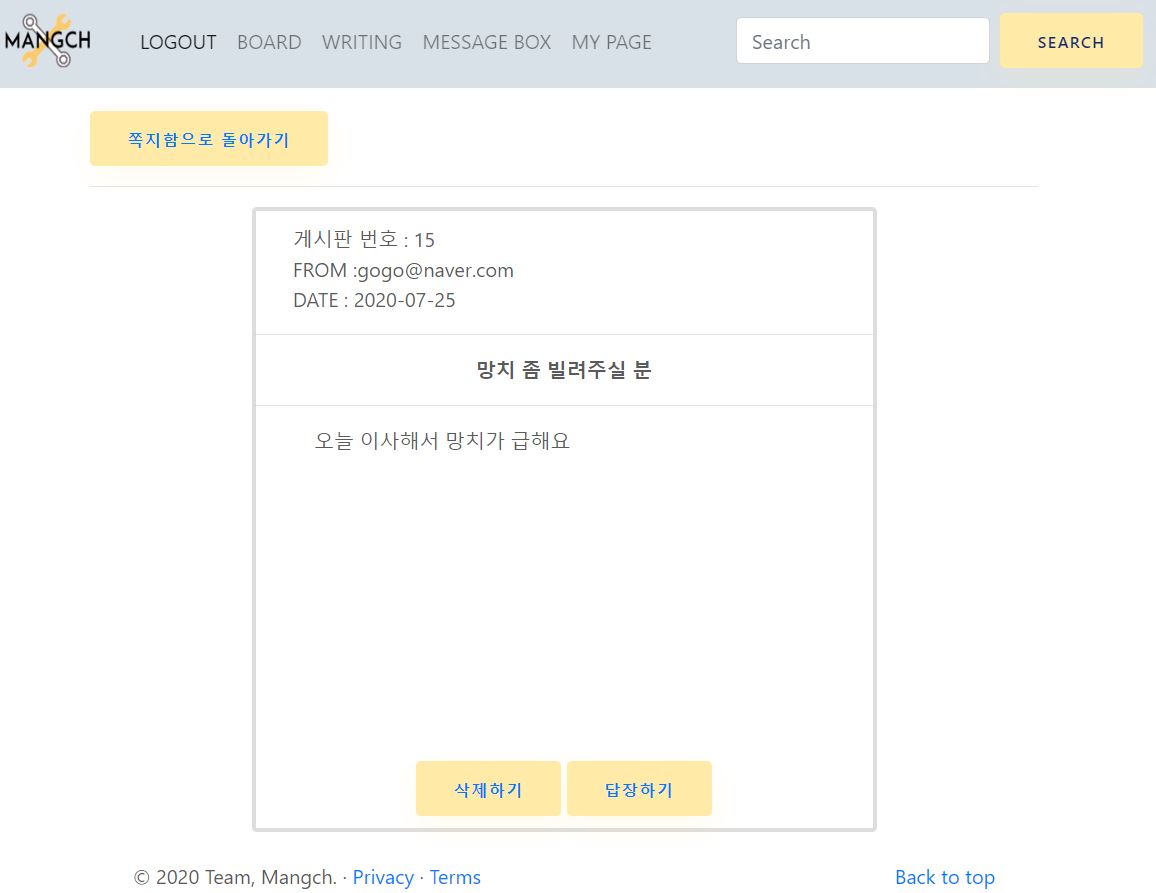 MANGCH
LOGOUT BOARD WRITING MESSAGE BOX MY PAGE Search SEARCH
쪽지함으로 돌아가기
게시판 번호 : 15
FROM :gogo@naver.com
DATE : 2020-07-25
망치 좀 빌려주실 분
오늘 이사해서 망치가 급해요
삭제하기 답장하기
© 2020 Team, Mangch. · Privacy · Terms Back to top